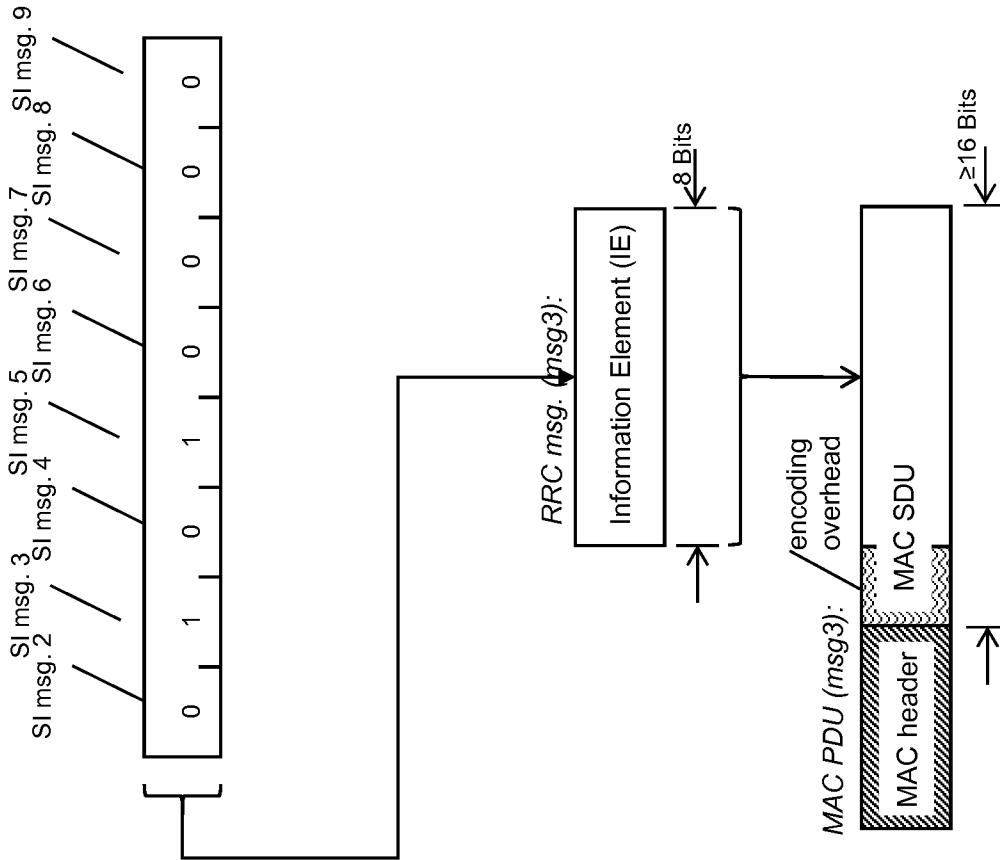 SI msg. 2
SI msg. 3
SI msg. 4
SI msg. 5
SI msg. 6
SI msg. 7
SI msg. 8
SI msg. 9
0 1 0 1 0 0 0 0
RRC msg. (msg3):
Information Element (IE)
8 Bits
encoding
overhead
MAC PDU (msg3):
MAC header
MAC SDU
≥16 Bits